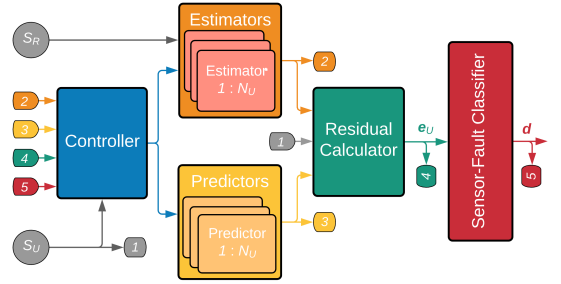 S_R
Estimators
Estimator
1 : N_U
2
2
3
4
5
Controller
1
Residual
Calculator
e_U
4
Sensor-Fault Classifier
d
5
Predictors
Predictor
1 : N_U
3
S_U
1